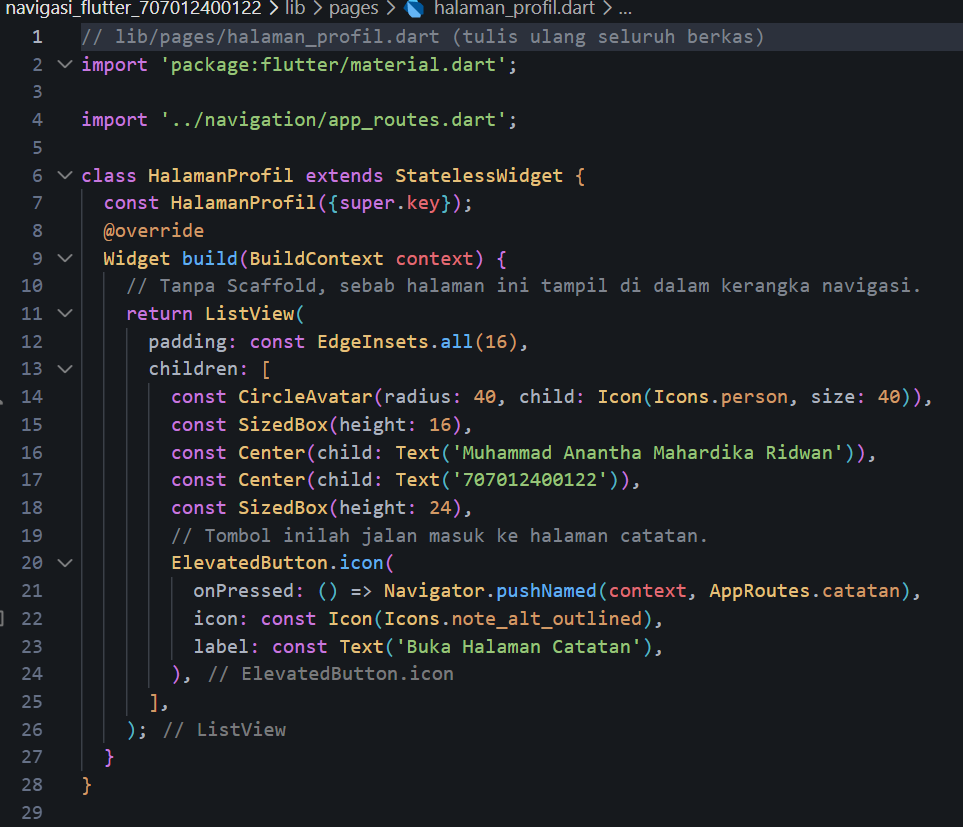 navigasi_flutter_707012400122 > lib > pages > halaman_profil.dart > ...
1 // lib/pages/halaman_profil.dart (tulis ulang seluruh berkas)
2 import 'package:flutter/material.dart';
3
4 import '../navigation/app_routes.dart';
5
6 class HalamanProfil extends StatelessWidget {
7   const HalamanProfil({super.key});
8   @override
9   Widget build(BuildContext context) {
10     // Tanpa Scaffold, sebab halaman ini tampil di dalam kerangka navigasi.
11     return ListView(
12       padding: const EdgeInsets.all(16),
13       children: [
14         const CircleAvatar(radius: 40, child: Icon(Icons.person, size: 40)),
15         const SizedBox(height: 16),
16         const Center(child: Text('Muhammad Anantha Mahardika Ridwan')),
17         const Center(child: Text('707012400122')),
18         const SizedBox(height: 24),
19         // Tombol inilah jalan masuk ke halaman catatan.
20         ElevatedButton.icon(
21           onPressed: () => Navigator.pushNamed(context, AppRoutes.catatan),
22           icon: const Icon(Icons.note_alt_outlined),
23           label: const Text('Buka Halaman Catatan'),
24         ), // ElevatedButton.icon
25       ],
26     ); // ListView
27   }
28 }
29